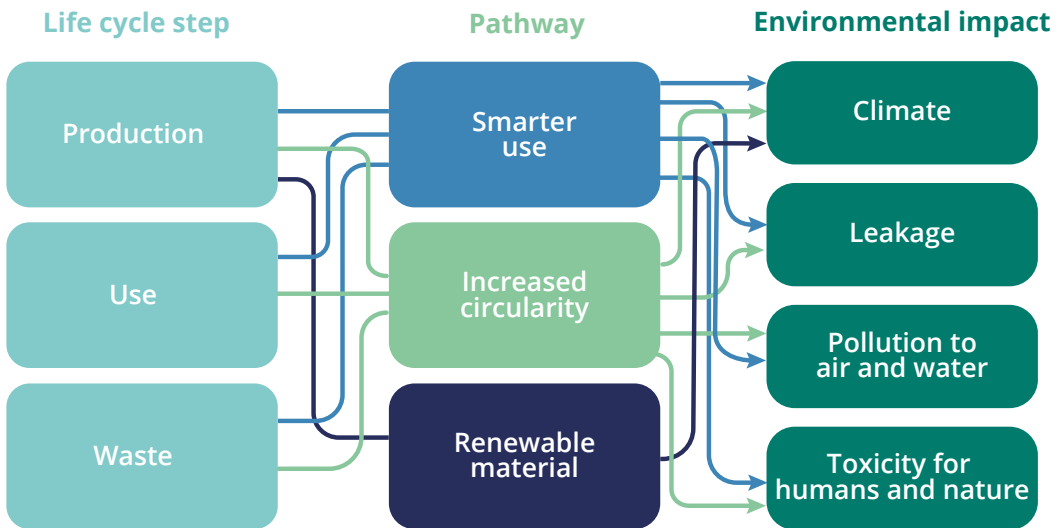 Life cycle step
Pathway
Environmental impact
Production
Use
Waste
Smarter
use
Increased
circularity
Renewable
material
Climate
Leakage
Pollution to
air and water
Toxicity for
humans and nature